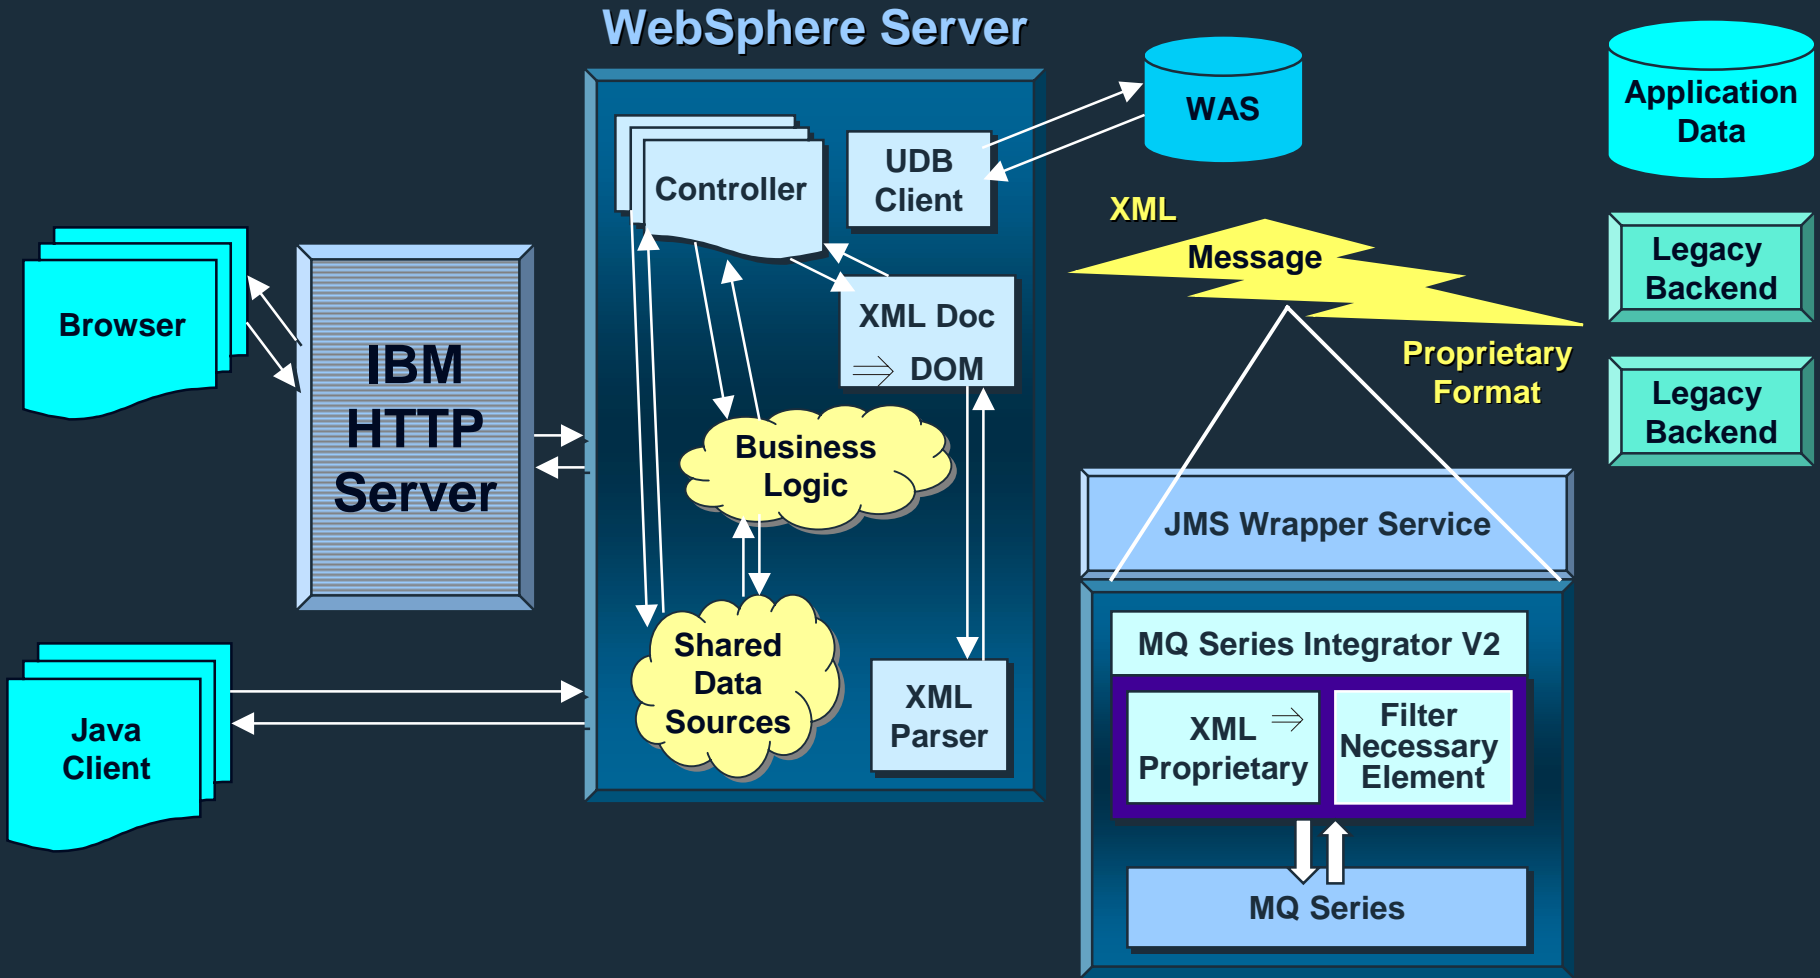 WebSphere Server
WAS
Application
Data
Controller
UDB
Client
XML
Message
Legacy
Backend
Browser
IBM
HTTP
Server
XML Doc
⇒ DOM
Proprietary
Format
Legacy
Backend
Business
Logic
JMS Wrapper Service
Shared
Data
Sources
XML
Parser
Java
Client
MQ Series Integrator V2
XML ⇒
Proprietary
Filter
Necessary
Element
MQ Series